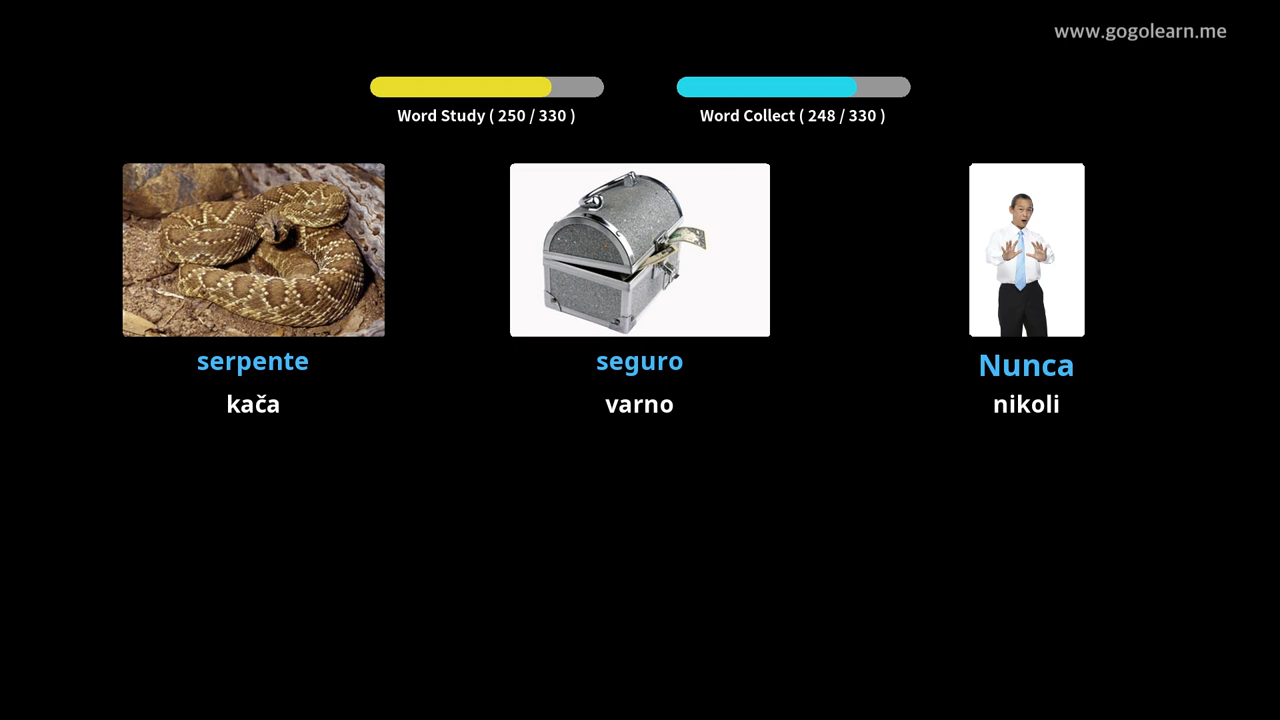 www.gogolearn.me
Word Study ( 250 / 330 )
Word Collect ( 248 / 330 )
serpente
kača
seguro
varno
Nunca
nikoli